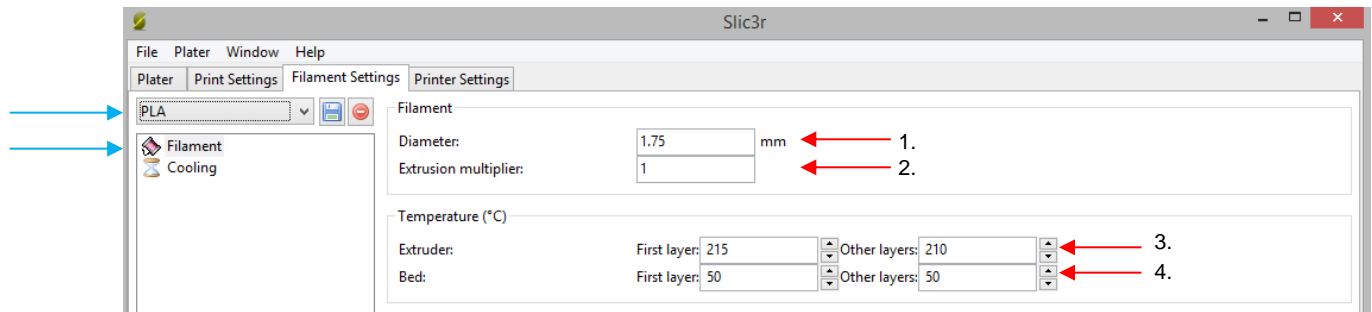 Slic3r
File Plater Window Help
Plater Print Settings Filament Settings Printer Settings
PLA
Filament
Cooling
Filament
Diameter: 1.75 mm 1.
Extrusion multiplier: 1 2.
Temperature (°C)
Extruder: First layer: 215 Other layers: 210 3.
Bed: First layer: 50 Other layers: 50 4.